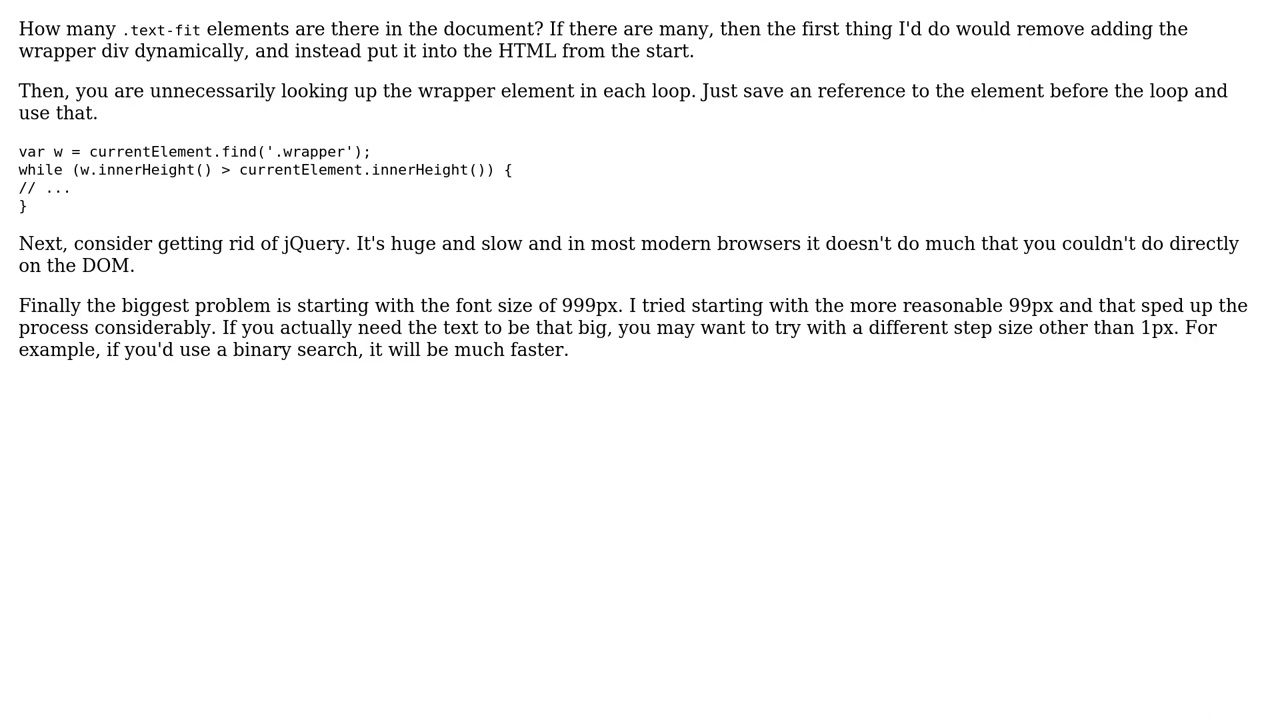 How many .text-fit elements are there in the document? If there are many, then the first thing I'd do would remove adding the
wrapper div dynamically, and instead put it into the HTML from the start.
Then, you are unnecessarily looking up the wrapper element in each loop. Just save an reference to the element before the loop and
use that.
var w = currentElement.find('.wrapper');
while (w.innerHeight() > currentElement.innerHeight()) {
// ...
}
Next, consider getting rid of jQuery. It's huge and slow and in most modern browsers it doesn't do much that you couldn't do directly
on the DOM.
Finally the biggest problem is starting with the font size of 999px. I tried starting with the more reasonable 99px and that sped up the
process considerably. If you actually need the text to be that big, you may want to try with a different step size other than 1px. For
example, if you'd use a binary search, it will be much faster.